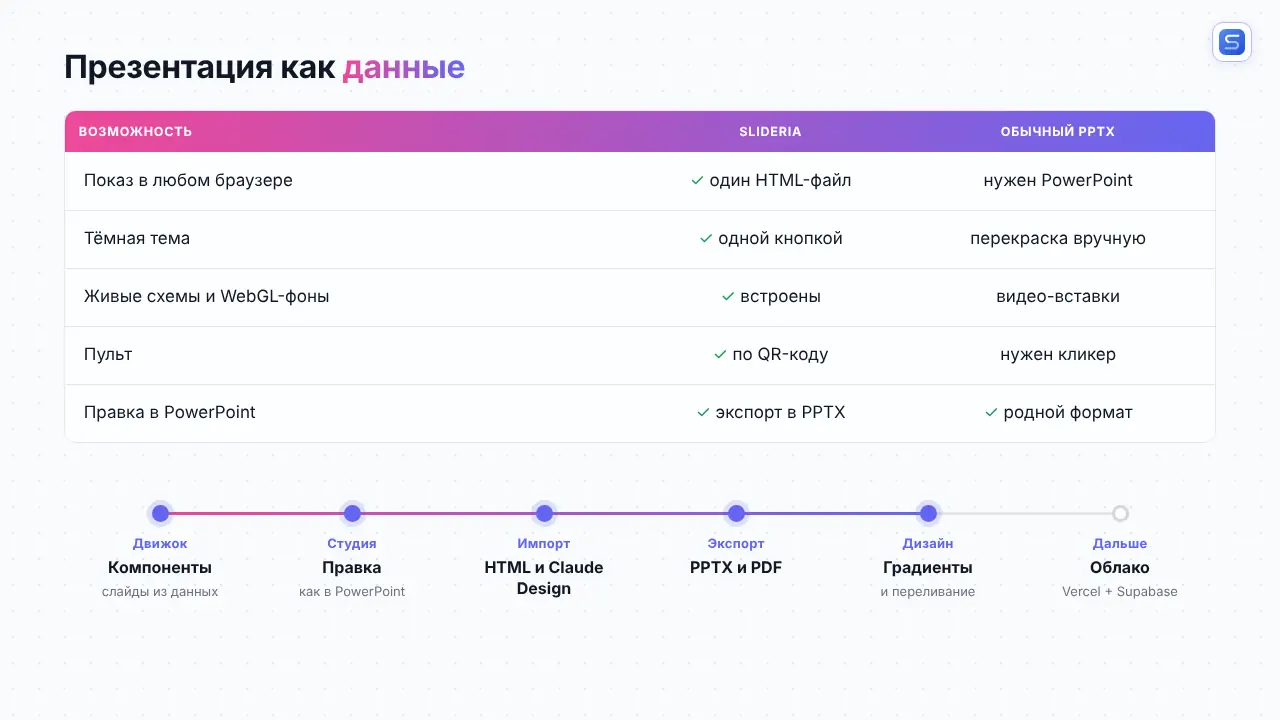 Презентация как данные
ВОЗМОЖНОСТЬ SLIDERIA ОБЫЧНЫЙ PPTX
Показ в любом браузере ✓ один HTML-файл нужен PowerPoint
Тёмная тема ✓ одной кнопкой перекраска вручную
Живые схемы и WebGL-фоны ✓ встроены видео-вставки
Пульт ✓ по QR-коду нужен кликер
Правка в PowerPoint ✓ экспорт в PPTX ✓ родной формат
Движок
Компоненты
слайды из данных
Студия
Правка
как в PowerPoint
Импорт
HTML и Claude
Design
Экспорт
PPTX и PDF
Дизайн
Градиенты
и переливание
Дальше
Облако
Vercel + Supabase